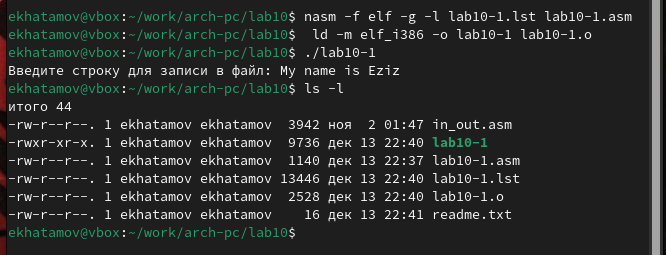 ekhatamov@vbox:~/work/arch-pc/lab10$ nasm -f elf -g -l lab10-1.lst lab10-1.asm
ekhatamov@vbox:~/work/arch-pc/lab10$  ld -m elf_i386 -o lab10-1 lab10-1.o
ekhatamov@vbox:~/work/arch-pc/lab10$ ./lab10-1
Введите строку для записи в файл: My name is Eziz
ekhatamov@vbox:~/work/arch-pc/lab10$ ls -l
итого 44
-rw-r--r--. 1 ekhatamov ekhatamov  3942 ноя  2 01:47 in_out.asm
-rwxr-xr-x. 1 ekhatamov ekhatamov  9736 дек 13 22:40 lab10-1
-rw-r--r--. 1 ekhatamov ekhatamov  1140 дек 13 22:37 lab10-1.asm
-rw-r--r--. 1 ekhatamov ekhatamov 13446 дек 13 22:40 lab10-1.lst
-rw-r--r--. 1 ekhatamov ekhatamov  2528 дек 13 22:40 lab10-1.o
-rw-r--r--. 1 ekhatamov ekhatamov    16 дек 13 22:41 readme.txt
ekhatamov@vbox:~/work/arch-pc/lab10$